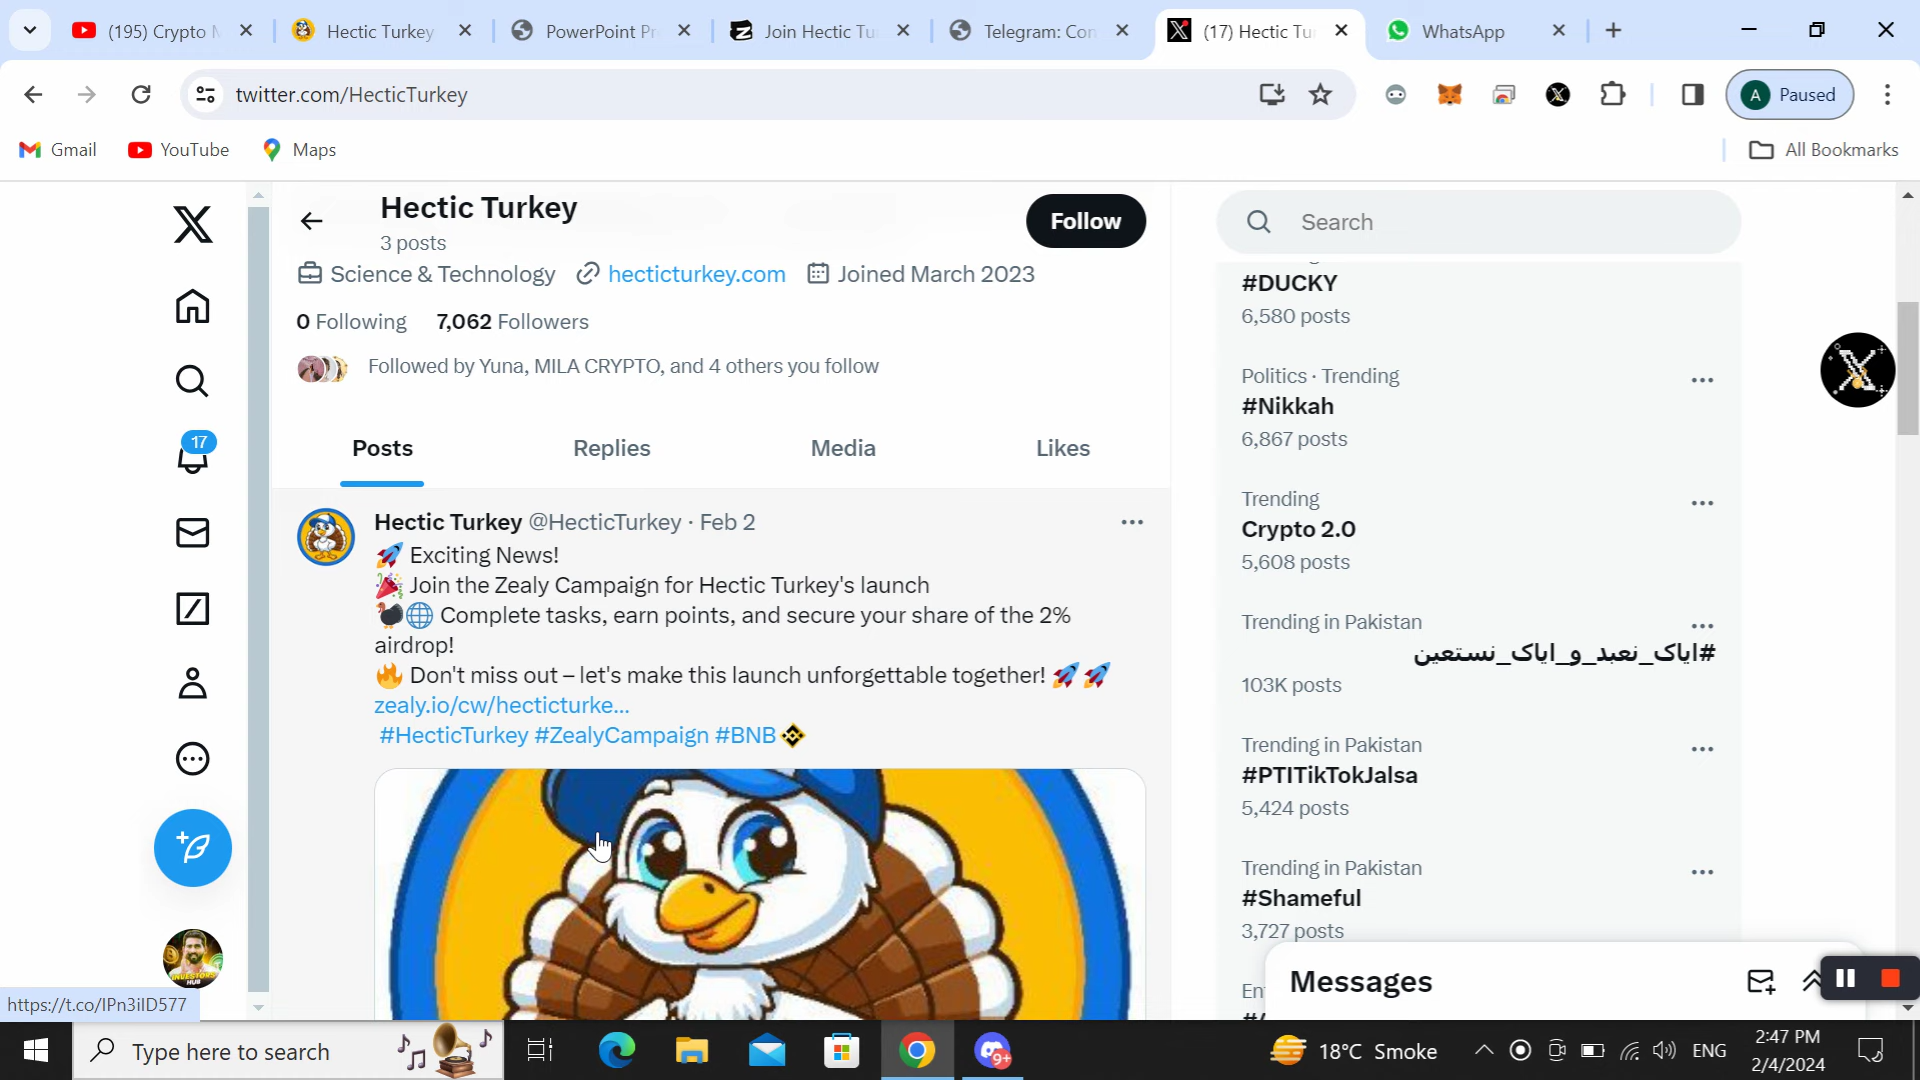 (195) Crypto
Hectic Turkey
PowerPoint Pr
Join Hectic Tu
Telegram: Con
(17) Hectic Tu
WhatsApp
twitter.com/HecticTurkey
A Paused
Gmail
YouTube
Maps
All Bookmarks
Hectic Turkey
3 posts
Follow
Science & Technology hecticturkey.com Joined March 2023
0 Following 7,062 Followers
Followed by Yuna, MILA CRYPTO, and 4 others you follow
Posts Replies Media Likes
Hectic Turkey @HecticTurkey · Feb 2
🚀 Exciting News!
🎉 Join the Zealy Campaign for Hectic Turkey's launch
🦃🌐 Complete tasks, earn points, and secure your share of the 2%
airdrop!
🔥 Don't miss out – let's make this launch unforgettable together! 🚀🚀
zealy.io/cw/hecticturke...
#HecticTurkey #ZealyCampaign #BNB
17
INVESTORS
HUB
https://t.co/IPn3iID577
Search
#DUCKY
6,580 posts
Politics · Trending
#Nikkah
6,867 posts
Trending
Crypto 2.0
5,608 posts
Trending in Pakistan
#ایاک_نعبد_و_ایاک_نستعین
103K posts
Trending in Pakistan
#PTITikTokJalsa
5,424 posts
Trending in Pakistan
#Shameful
3,727 posts
Messages
Type here to search
9+
18°C Smoke
ENG
2:47 PM
2/4/2024